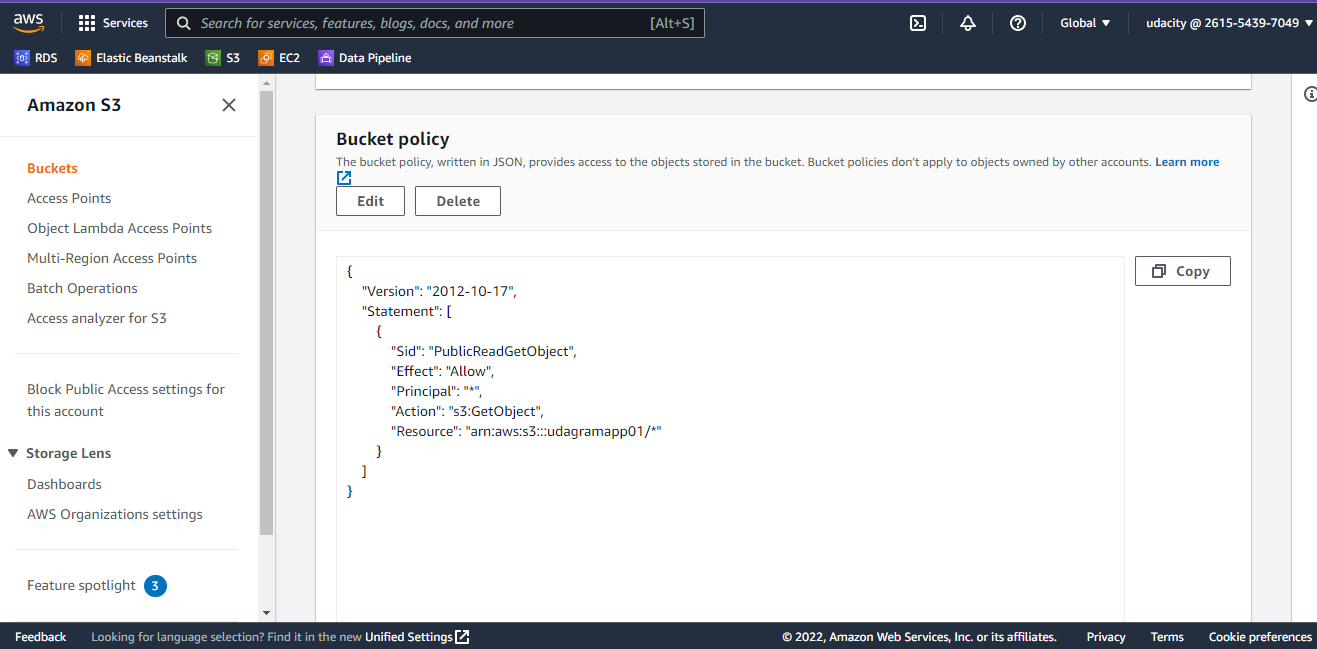 aws
Services
Search for services, features, blogs, docs, and more [Alt+S]
Global
udacity @ 2615-5439-7049
RDS
Elastic Beanstalk
S3
EC2
Data Pipeline
Amazon S3
Buckets
Access Points
Object Lambda Access Points
Multi-Region Access Points
Batch Operations
Access analyzer for S3
Block Public Access settings for
this account
Storage Lens
Dashboards
AWS Organizations settings
Feature spotlight 3
Bucket policy
The bucket policy, written in JSON, provides access to the objects stored in the bucket. Bucket policies don't apply to objects owned by other accounts. Learn more
Edit
Delete
Copy
{
"Version": "2012-10-17",
"Statement": [
{
"Sid": "PublicReadGetObject",
"Effect": "Allow",
"Principal": "*",
"Action": "s3:GetObject",
"Resource": "arn:aws:s3:::udagramapp01/*"
}
]
}
Feedback
Looking for language selection? Find it in the new Unified Settings
© 2022, Amazon Web Services, Inc. or its affiliates.
Privacy
Terms
Cookie preferences